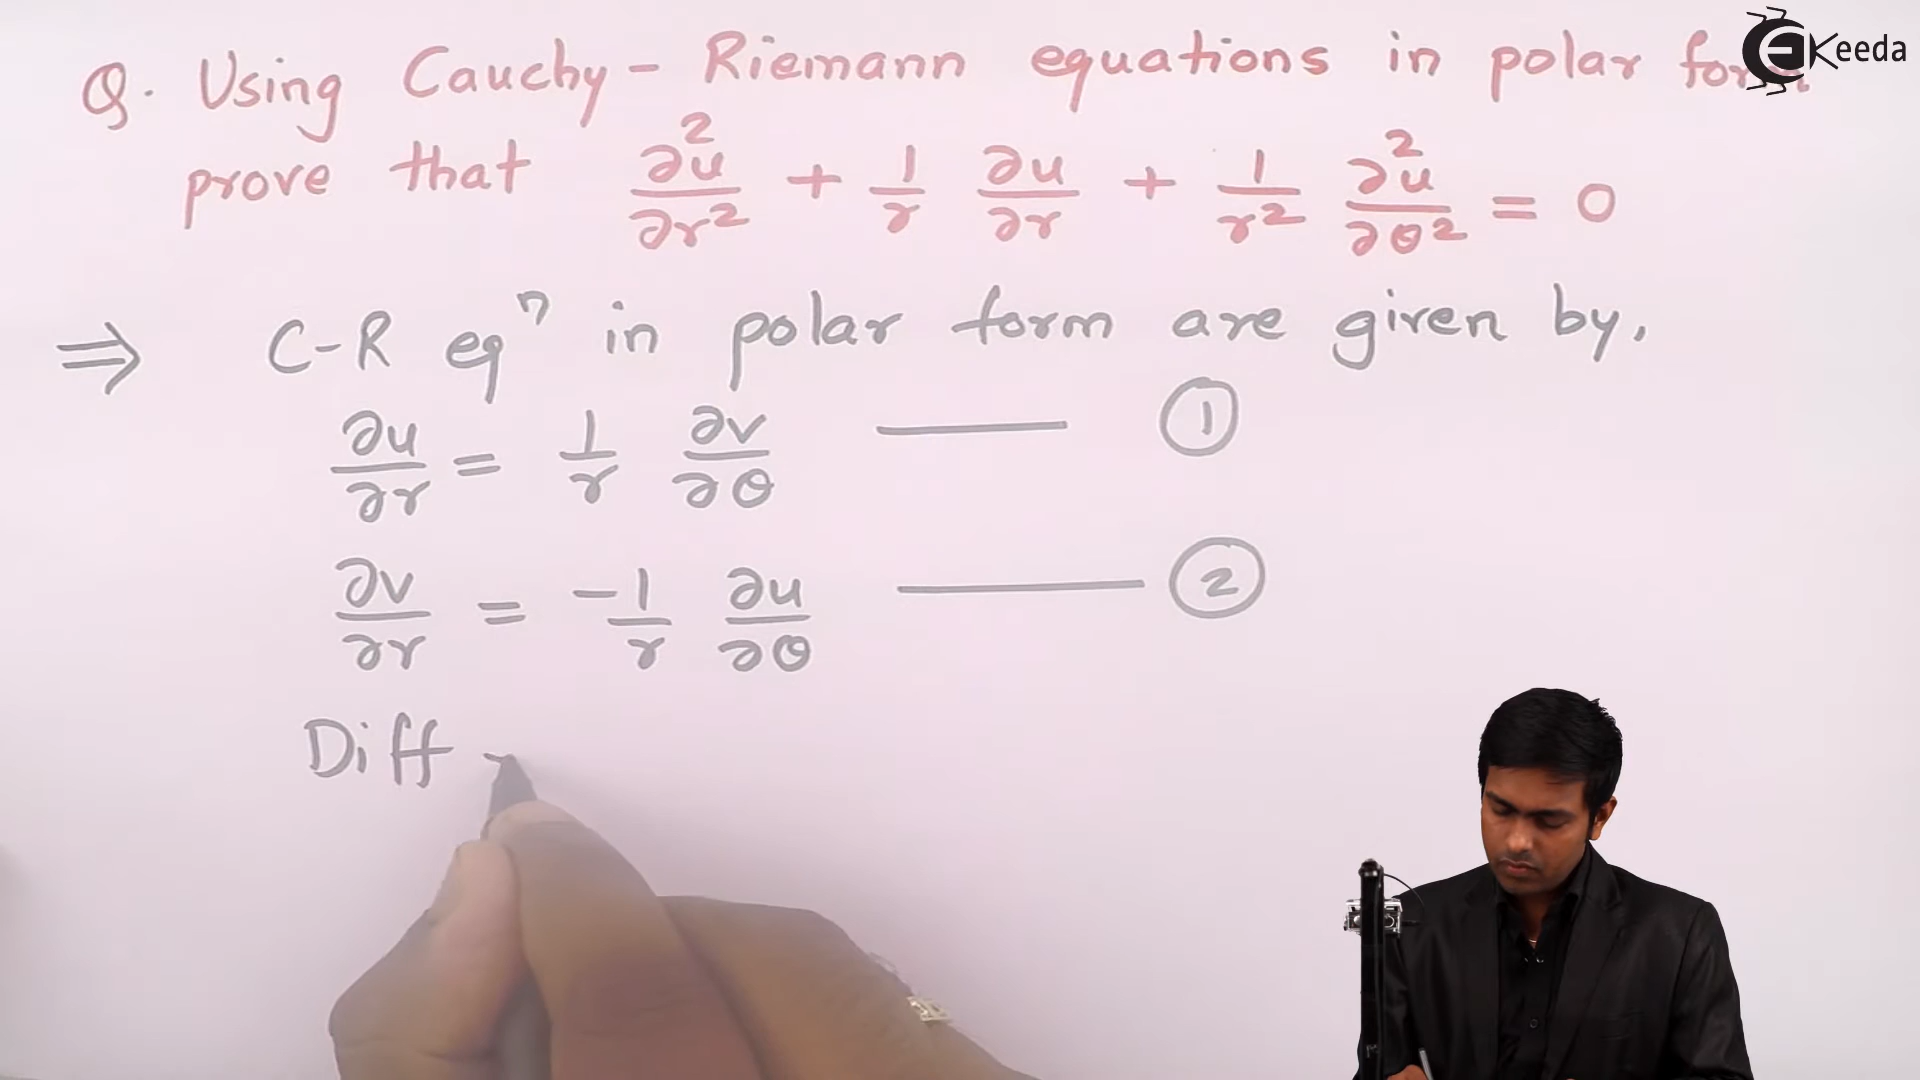 Q. Using Cauchy - Riemann equations in polar form
prove that ∂²u/∂r² + 1/r ∂u/∂r + 1/r² ∂²u/∂θ² = 0
⇒ C-R eqⁿ in polar form are given by,
∂u/∂r = 1/r ∂v/∂θ —— ①
∂v/∂r = -1/r ∂u/∂θ —— ②
Diff
EKeeda